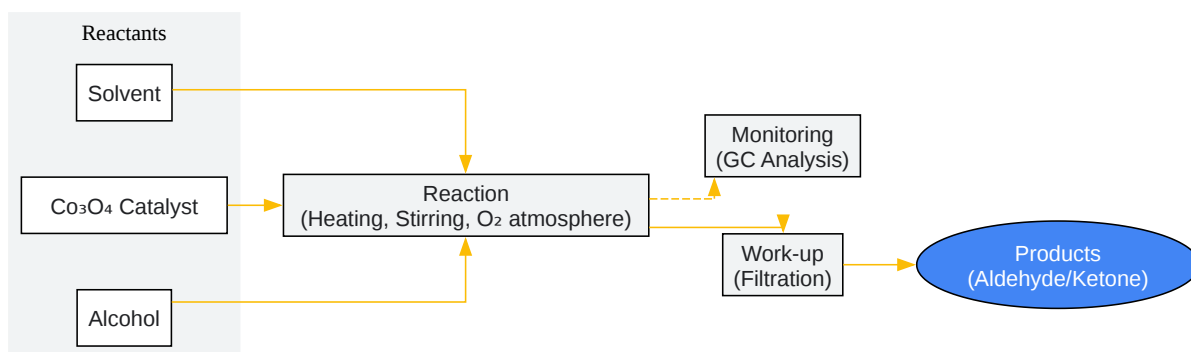 Reactants
Solvent
Co₃O₄ Catalyst
Alcohol
Reaction
(Heating, Stirring, O₂ atmosphere)
Monitoring
(GC Analysis)
Work-up
(Filtration)
Products
(Aldehyde/Ketone)